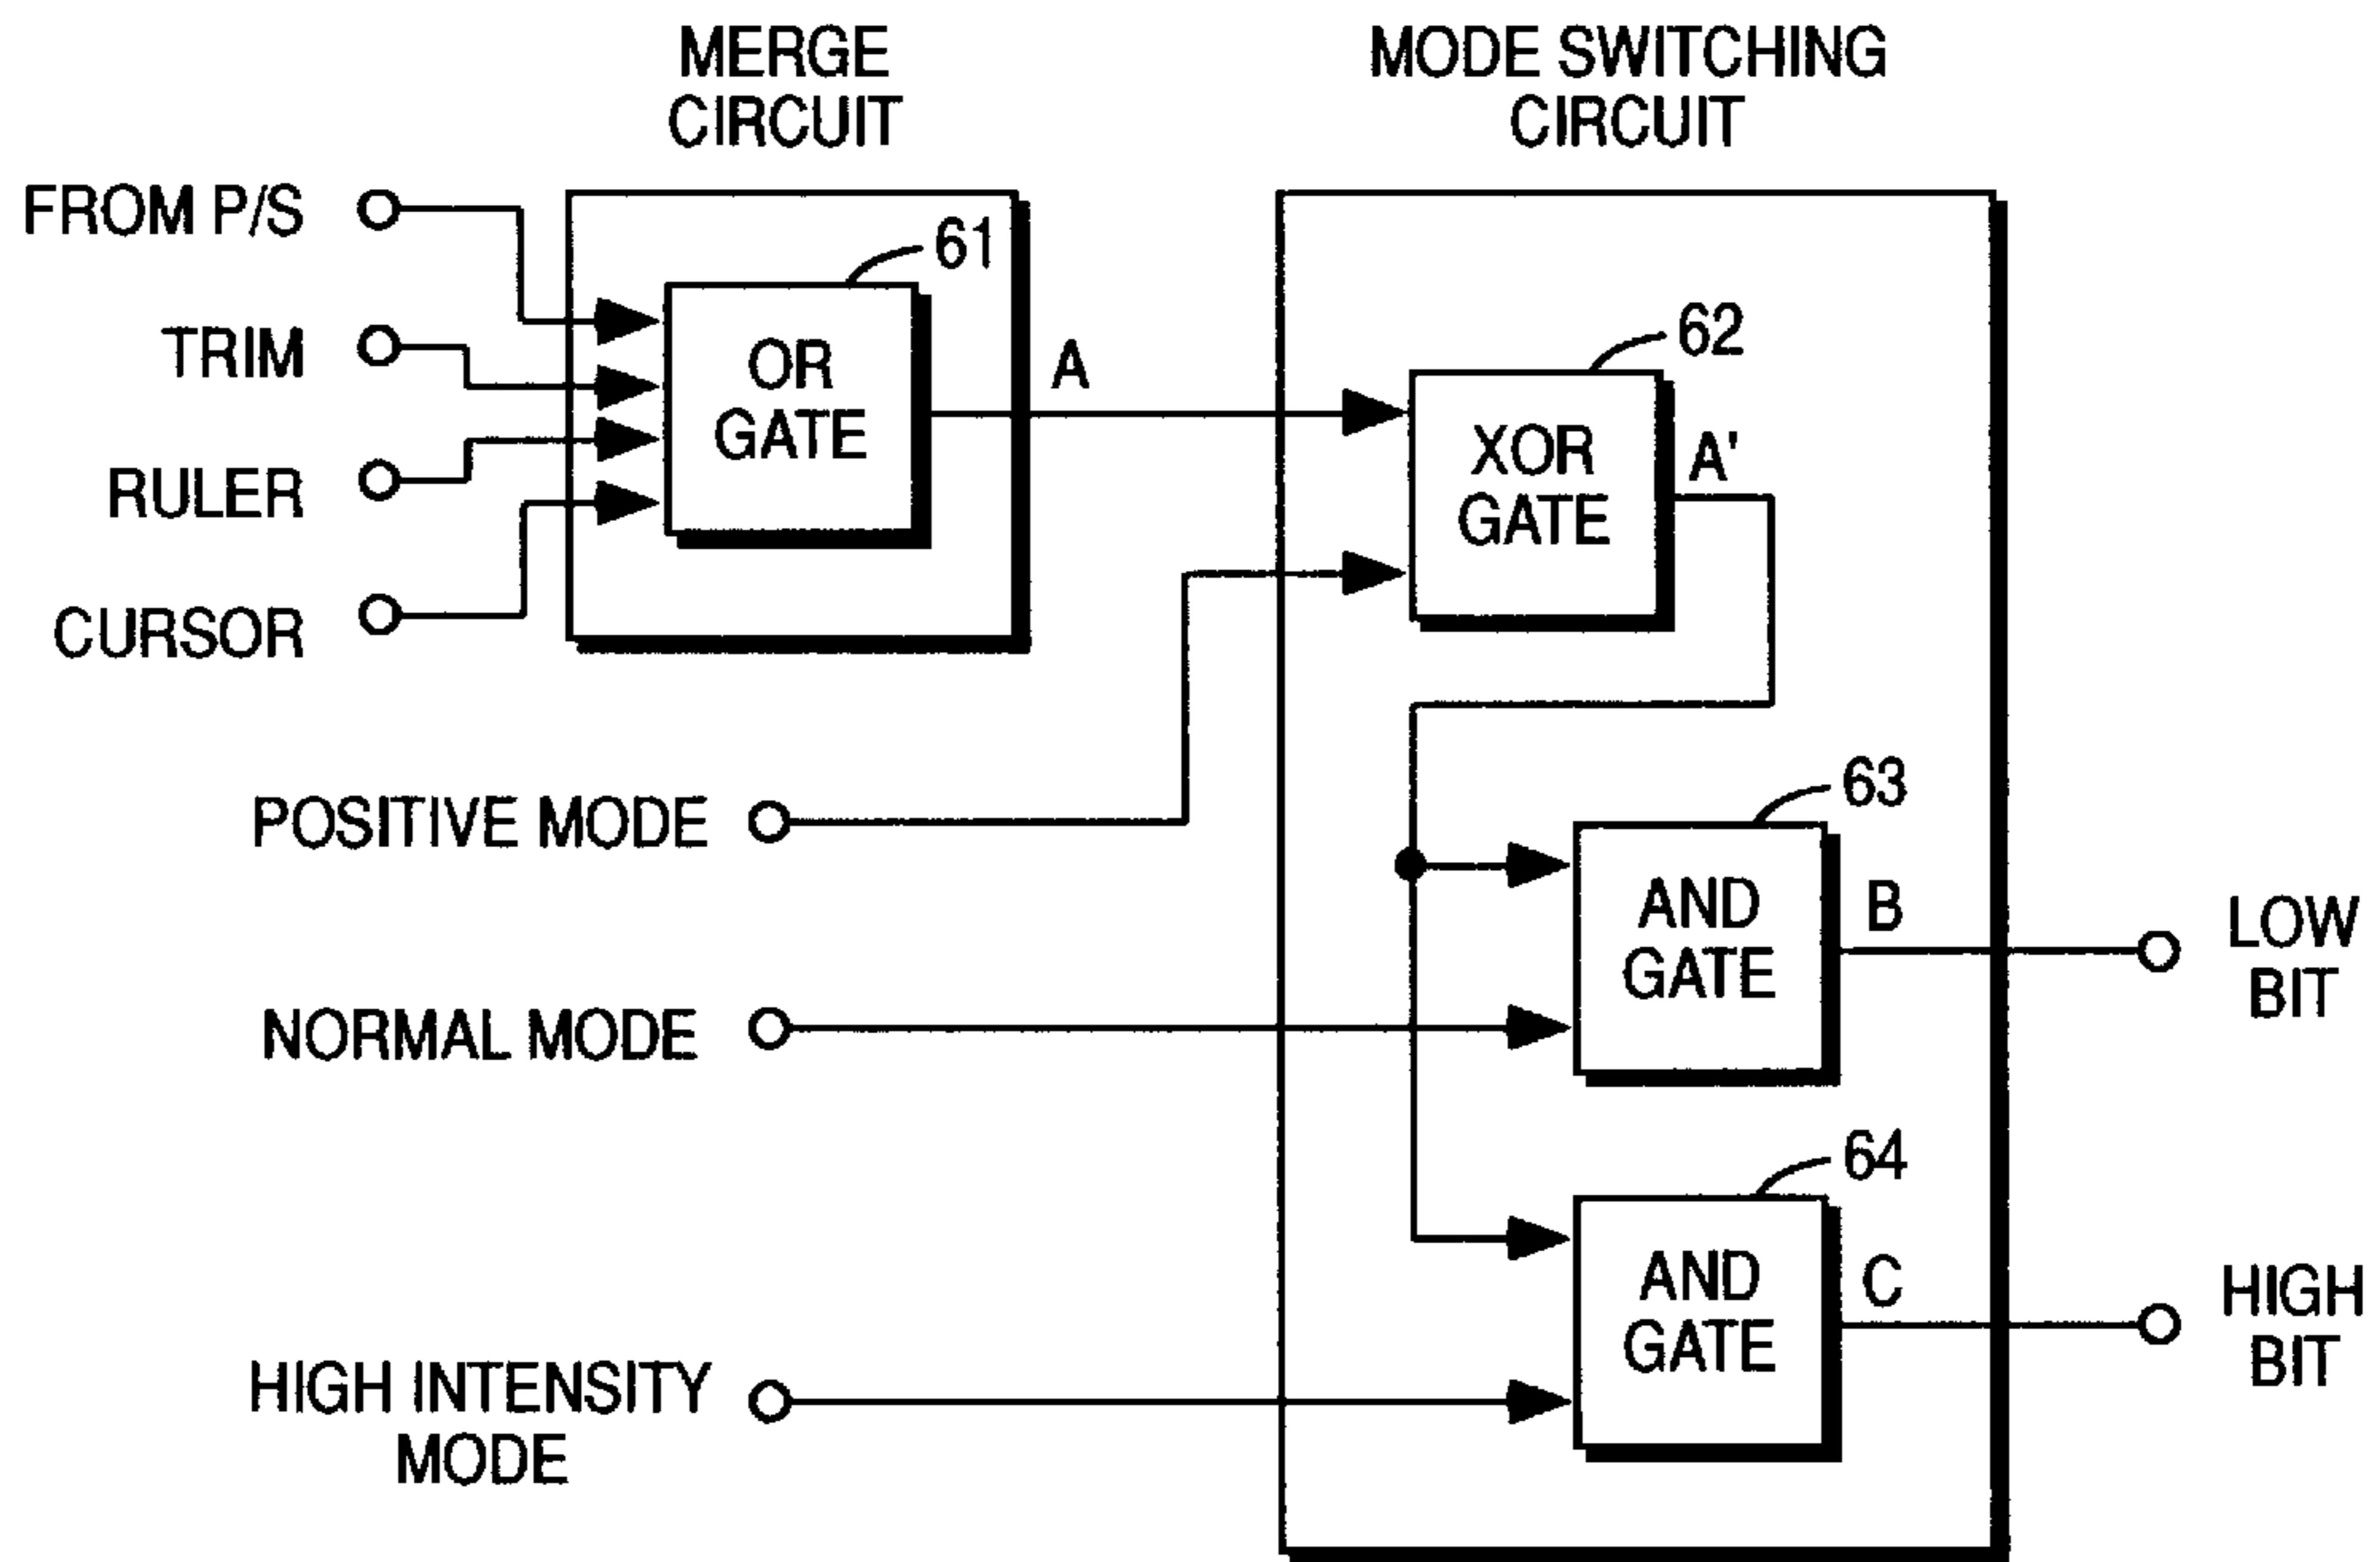 MERGE
CIRCUIT
MODE SWITCHING
CIRCUIT
FROM P/S
TRIM
RULER
CURSOR
61
OR
GATE
A
62
XOR
GATE
A'
POSITIVE MODE
NORMAL MODE
HIGH INTENSITY
MODE
63
AND
GATE
B
LOW
BIT
64
AND
GATE
C
HIGH
BIT